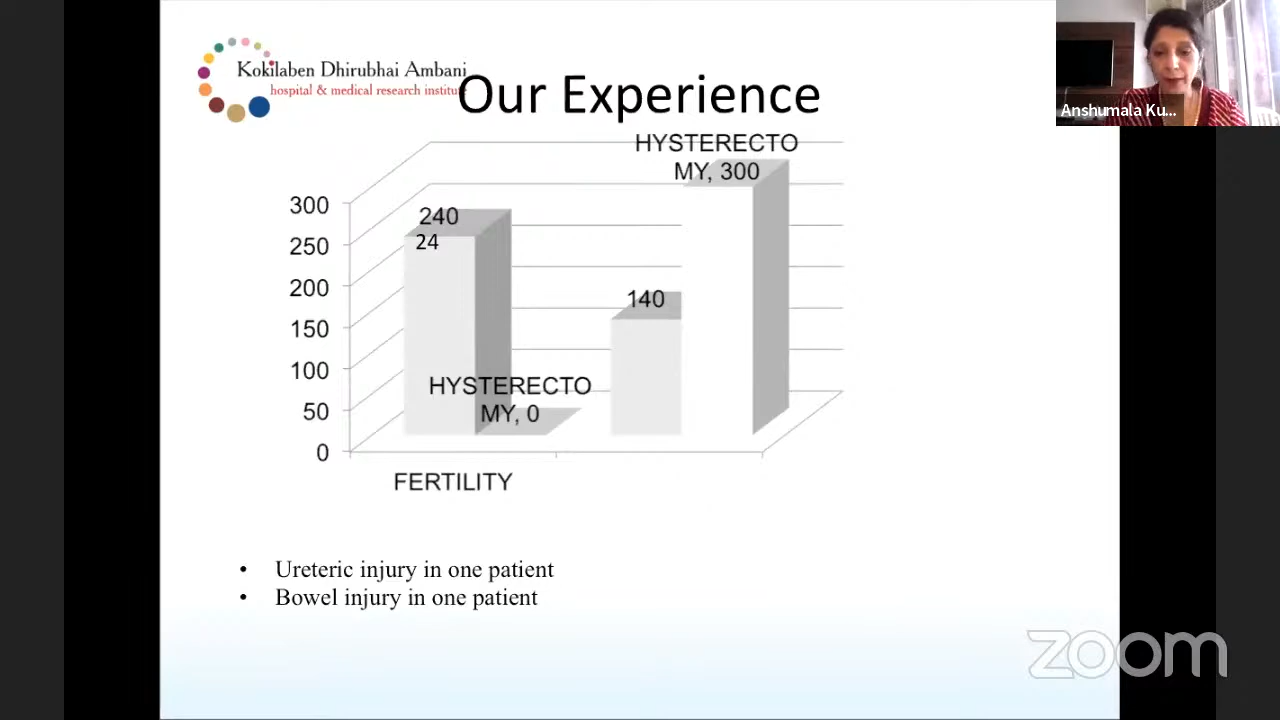 Kokilaben Dhirubhai Ambani
hospital & medical research institute
Our Experience
Anshumala Ku...
HYSTERECTO
MY, 300
300
250
200
150
100
50
0
240
24
140
HYSTERECTO
MY, 0
FERTILITY
• Ureteric injury in one patient
• Bowel injury in one patient
zoom